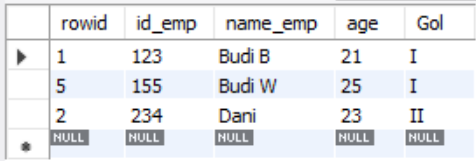 rowid id_emp name_emp age Gol
1 123 Budi B 21 I
5 155 Budi W 25 I
2 234 Dani 23 II
NULL NULL NULL NULL NULL